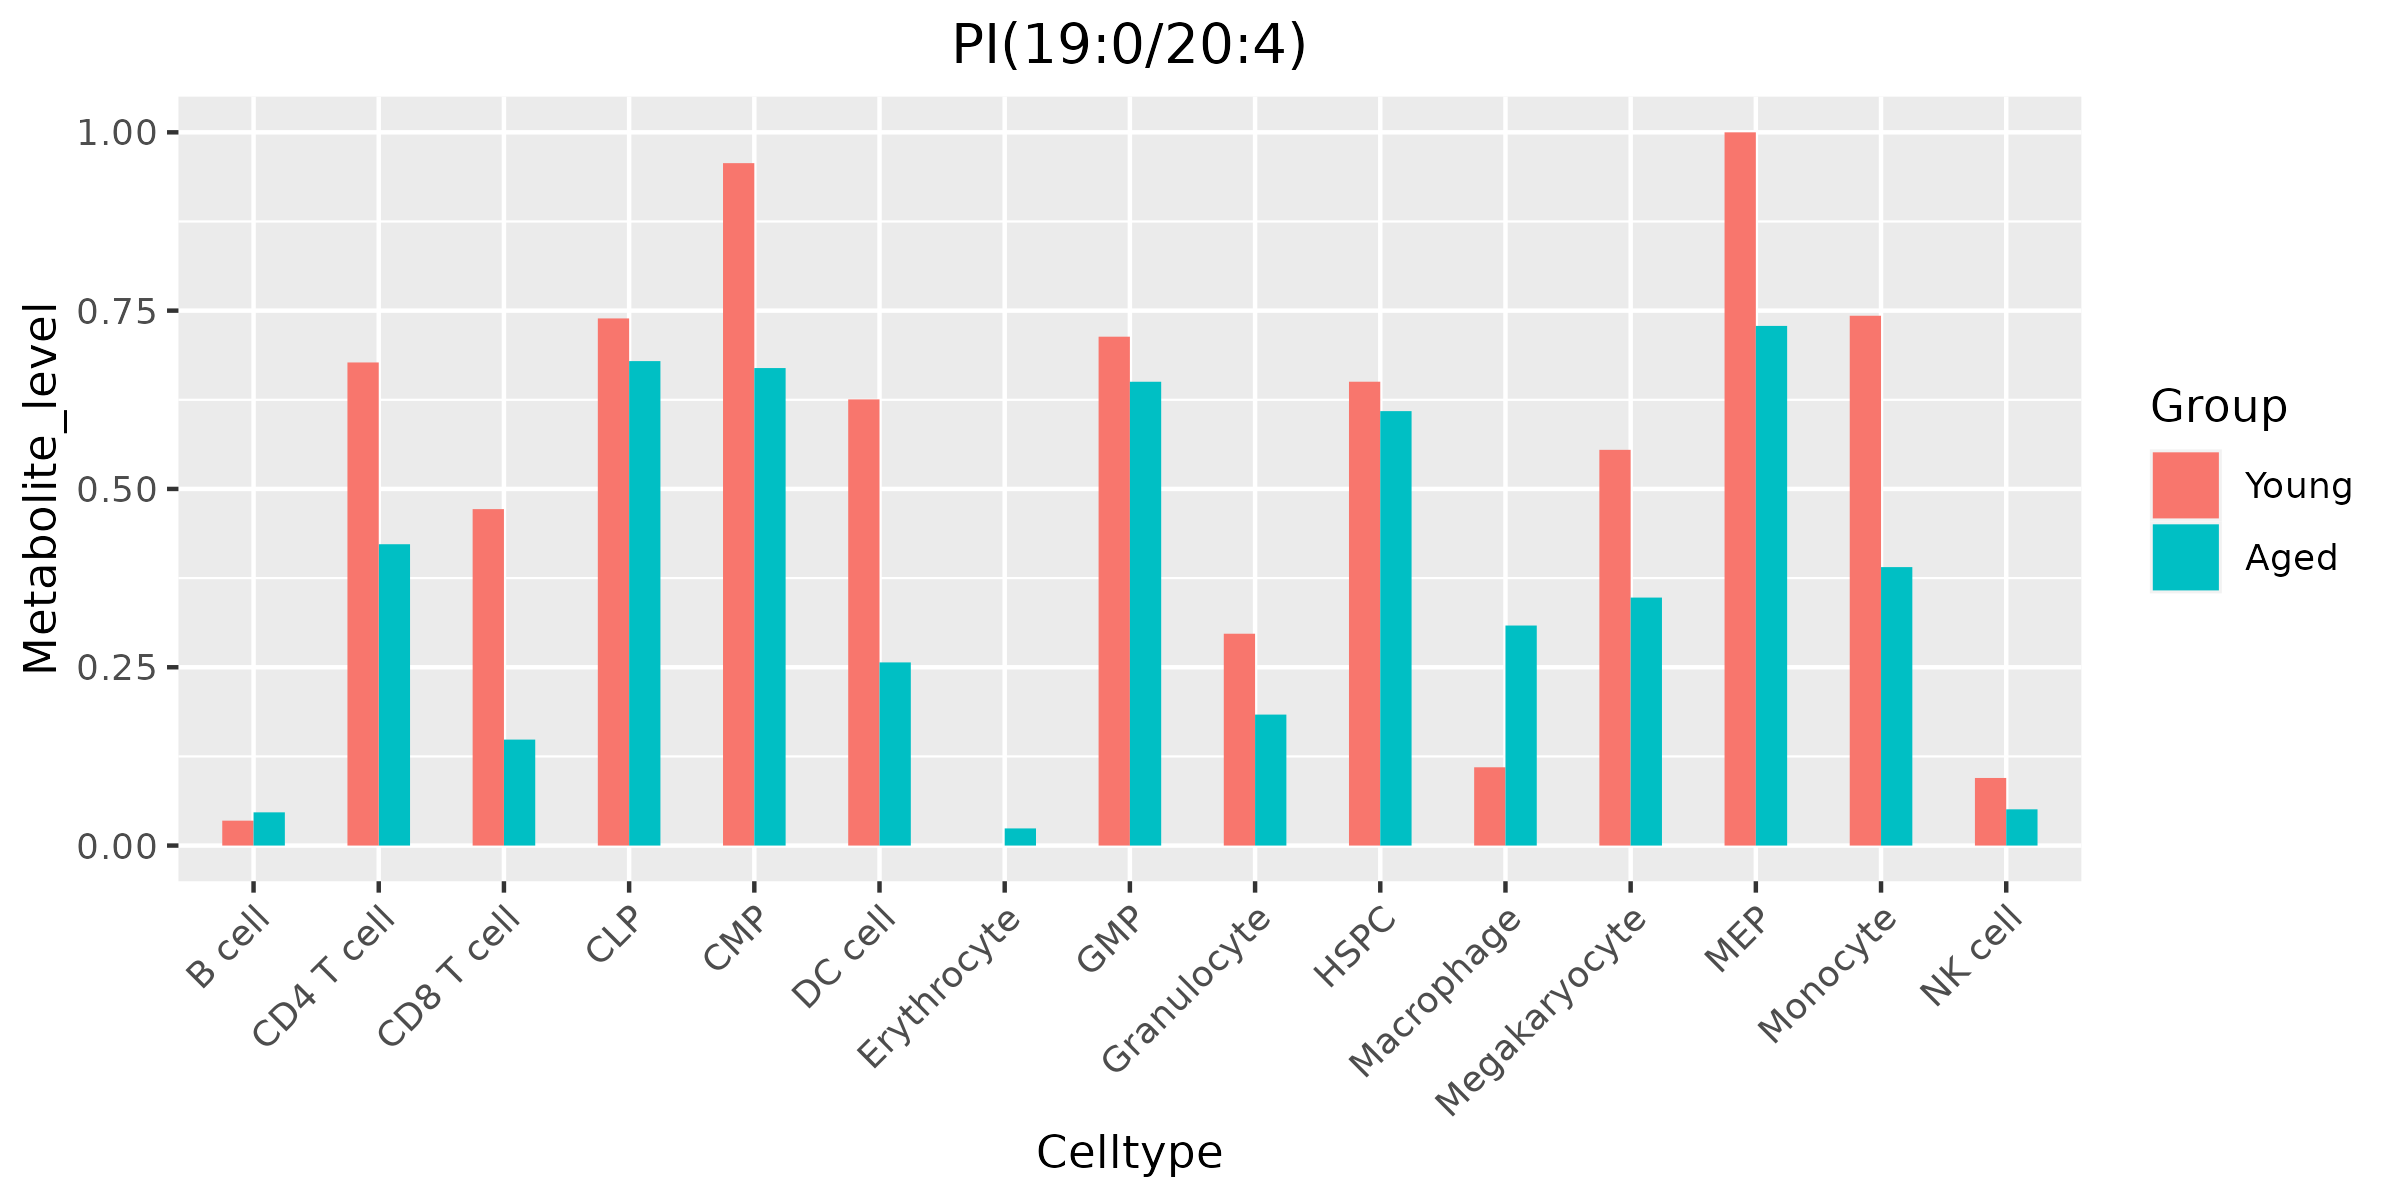 PI(19:0/20:4)
Metabolite_level
1.00
0.75
0.50
0.25
0.00
B cell
CD4 T cell
CD8 T cell
CLP
CMP
DC cell
Erythrocyte
GMP
Granulocyte
HSPC
Macrophage
Megakaryocyte
MEP
Monocyte
NK cell
Celltype
Group
Young
Aged